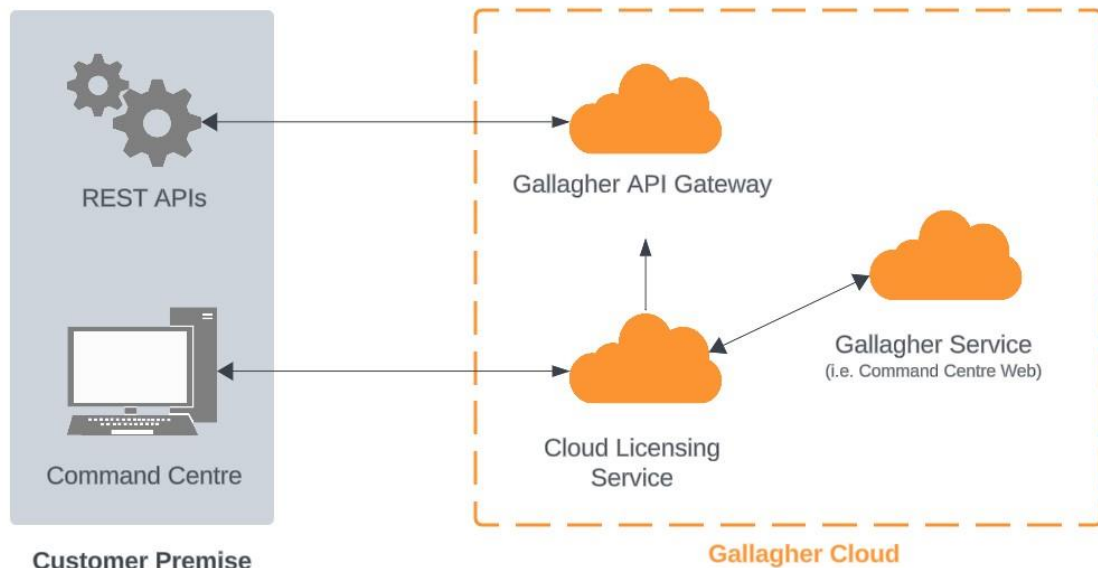 REST APIs
Command Centre
Customer Premise
Gallagher API Gateway
Gallagher Service
(i.e. Command Centre Web)
Cloud Licensing
Service
Gallagher Cloud